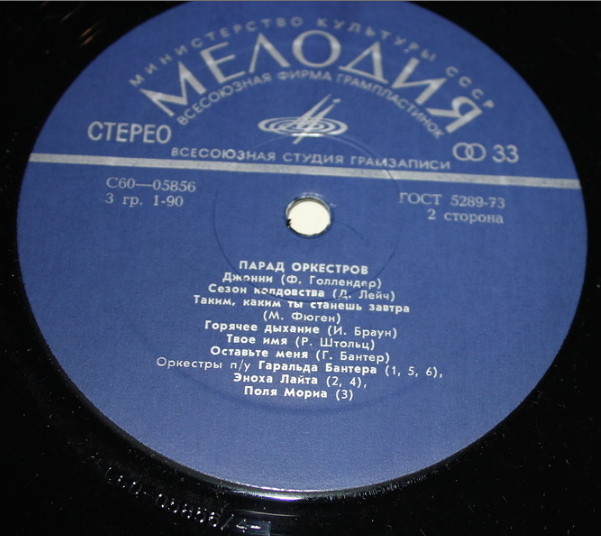 МИНИСТЕРСТВО КУЛЬТУРЫ СССР
МЕЛОДИЯ
ВСЕСОЮЗНАЯ ФИРМА ГРАМПЛАСТИНОК
СТЕРЕО
33
ВСЕСОЮЗНАЯ СТУДИЯ ГРАМЗАПИСИ
С60—05856
ГОСТ 5289-73
3 гр. 1-90
2 сторона
ПАРАД ОРКЕСТРОВ
Джонни (Ф. Голлендер)
Сезон колдовства (Д. Лейч)
Таким, каким ты станешь завтра
(М. Фюген)
Горячее дыхание (И. Браун)
Твое имя (Р. Штольц)
Оставьте меня (Г. Бантер)
Оркестры п/у Гаральда Бантера (1, 5, 6),
Эноха Лайта (2, 4),
Поля Мориа (3)